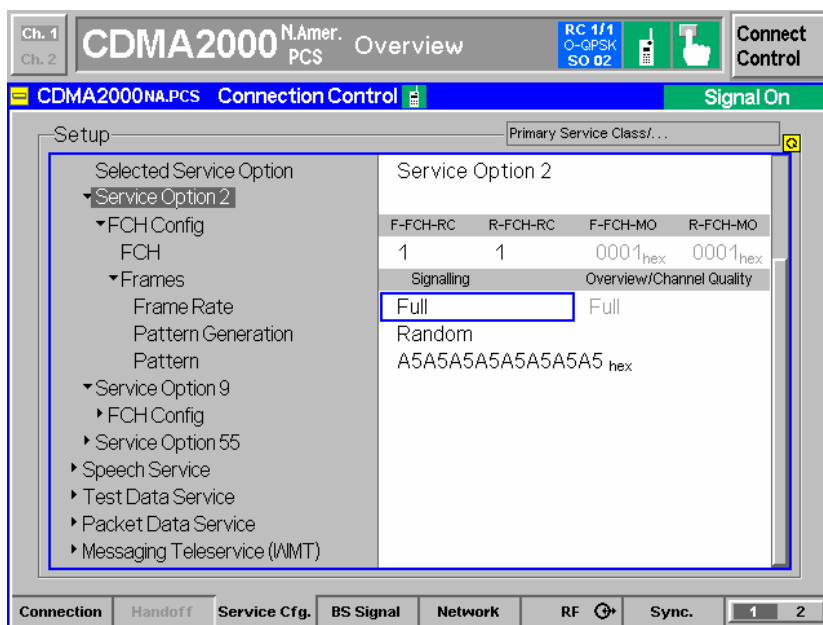 Ch. 1
Ch. 2
CDMA2000 N.Amer. PCS Overview
RC 1/1
O-QPSK
SO 02
Connect
Control
CDMA2000 NA.PCS Connection Control
Signal On
Setup
Primary Service Class/...
Selected Service Option Service Option 2
Service Option 2
FCH Config F-FCH-RC R-FCH-RC F-FCH-MO R-FCH-MO
FCH 1 1 0001hex 0001hex
Frames Signalling Overview/Channel Quality
Frame Rate Full Full
Pattern Generation Random
Pattern A5A5A5A5A5A5A5A5 hex
Service Option 9
FCH Config
Service Option 55
Speech Service
Test Data Service
Packet Data Service
Messaging Teleservice (WMT)
Connection Handoff Service Cfg. BS Signal Network RF Sync. 1 2